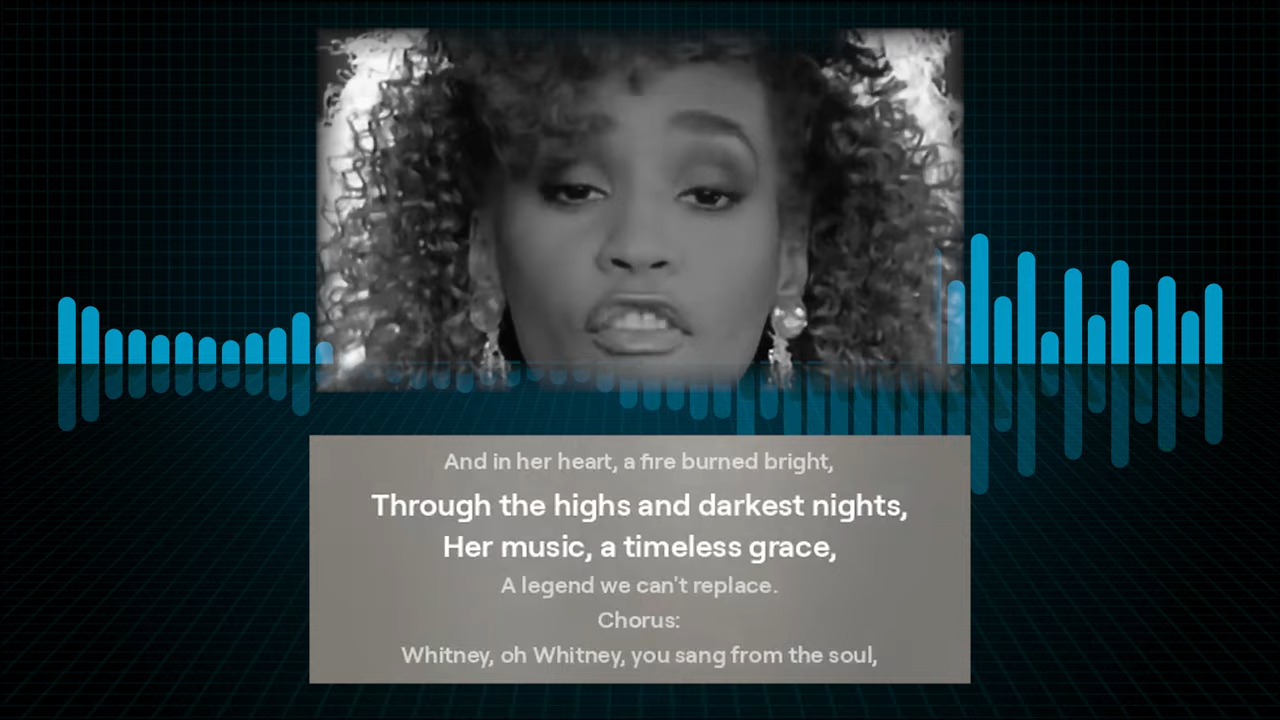 And in her heart, a fire burned bright,
Through the highs and darkest nights,
Her music, a timeless grace,
A legend we can't replace.
Chorus:
Whitney, oh Whitney, you sang from the soul,